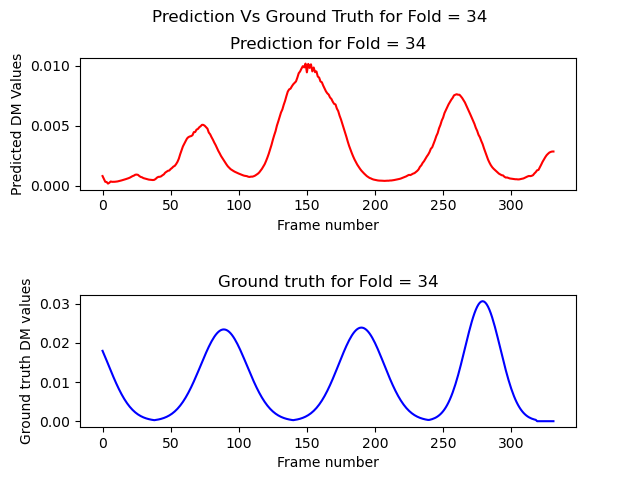 Prediction Vs Ground Truth for Fold = 34
Prediction for Fold = 34
Predicted DM Values
0.010
0.005
0.000
0 50 100 150 200 250 300
Frame number
Ground truth for Fold = 34
Ground truth DM values
0.03
0.02
0.01
0.00
0 50 100 150 200 250 300
Frame number